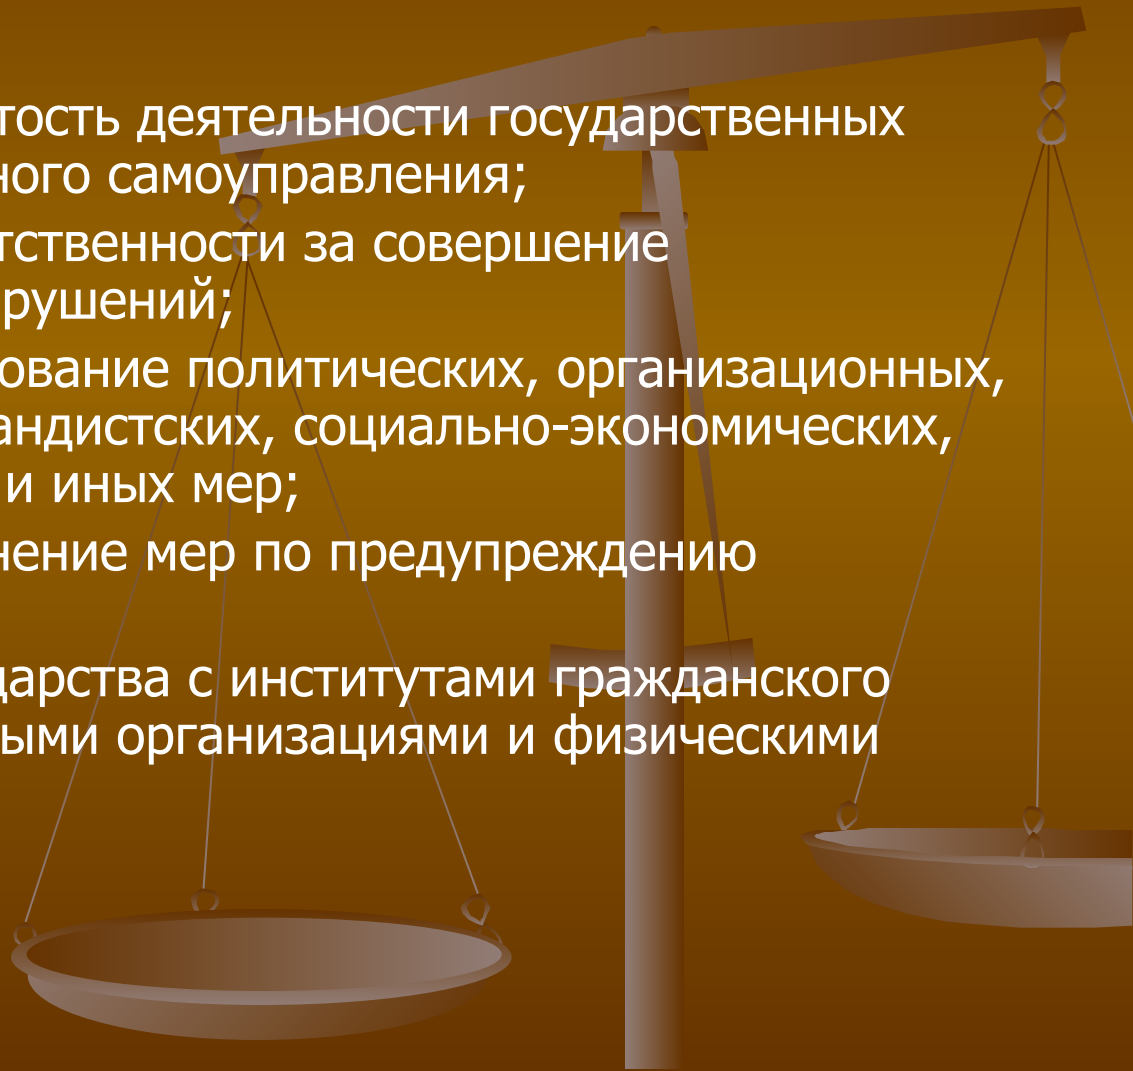 тость деятельности государственных
ного самоуправления;
тственности за совершение
рушений;
ование политических, организационных,
андистских, социально-экономических,
и иных мер;
нение мер по предупреждению
дарства с институтами гражданского
ыми организациями и физическими